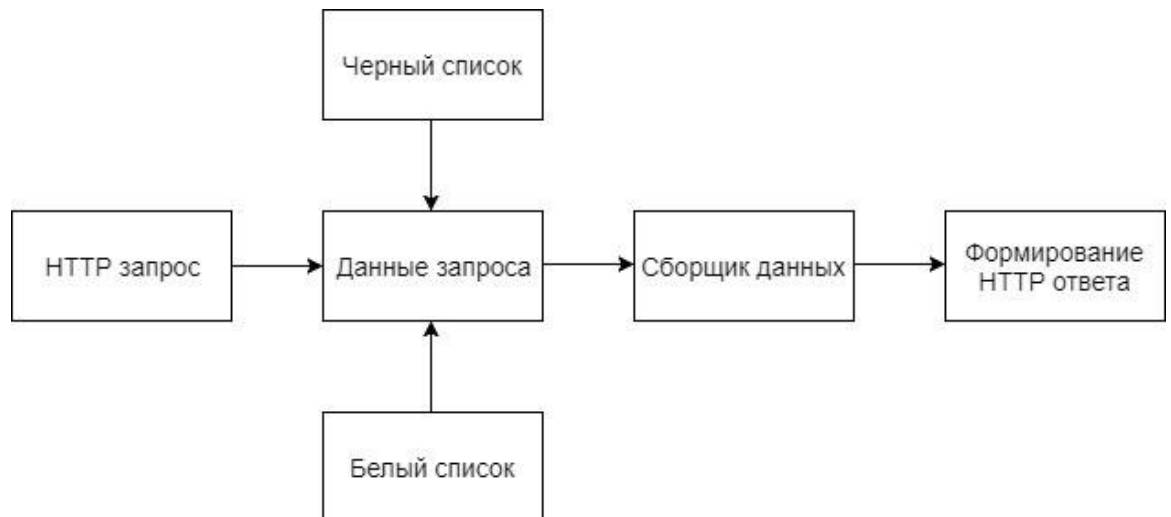 Черный список
HTTP запрос
Данные запроса
Сборщик данных
Формирование
HTTP ответа
Белый список